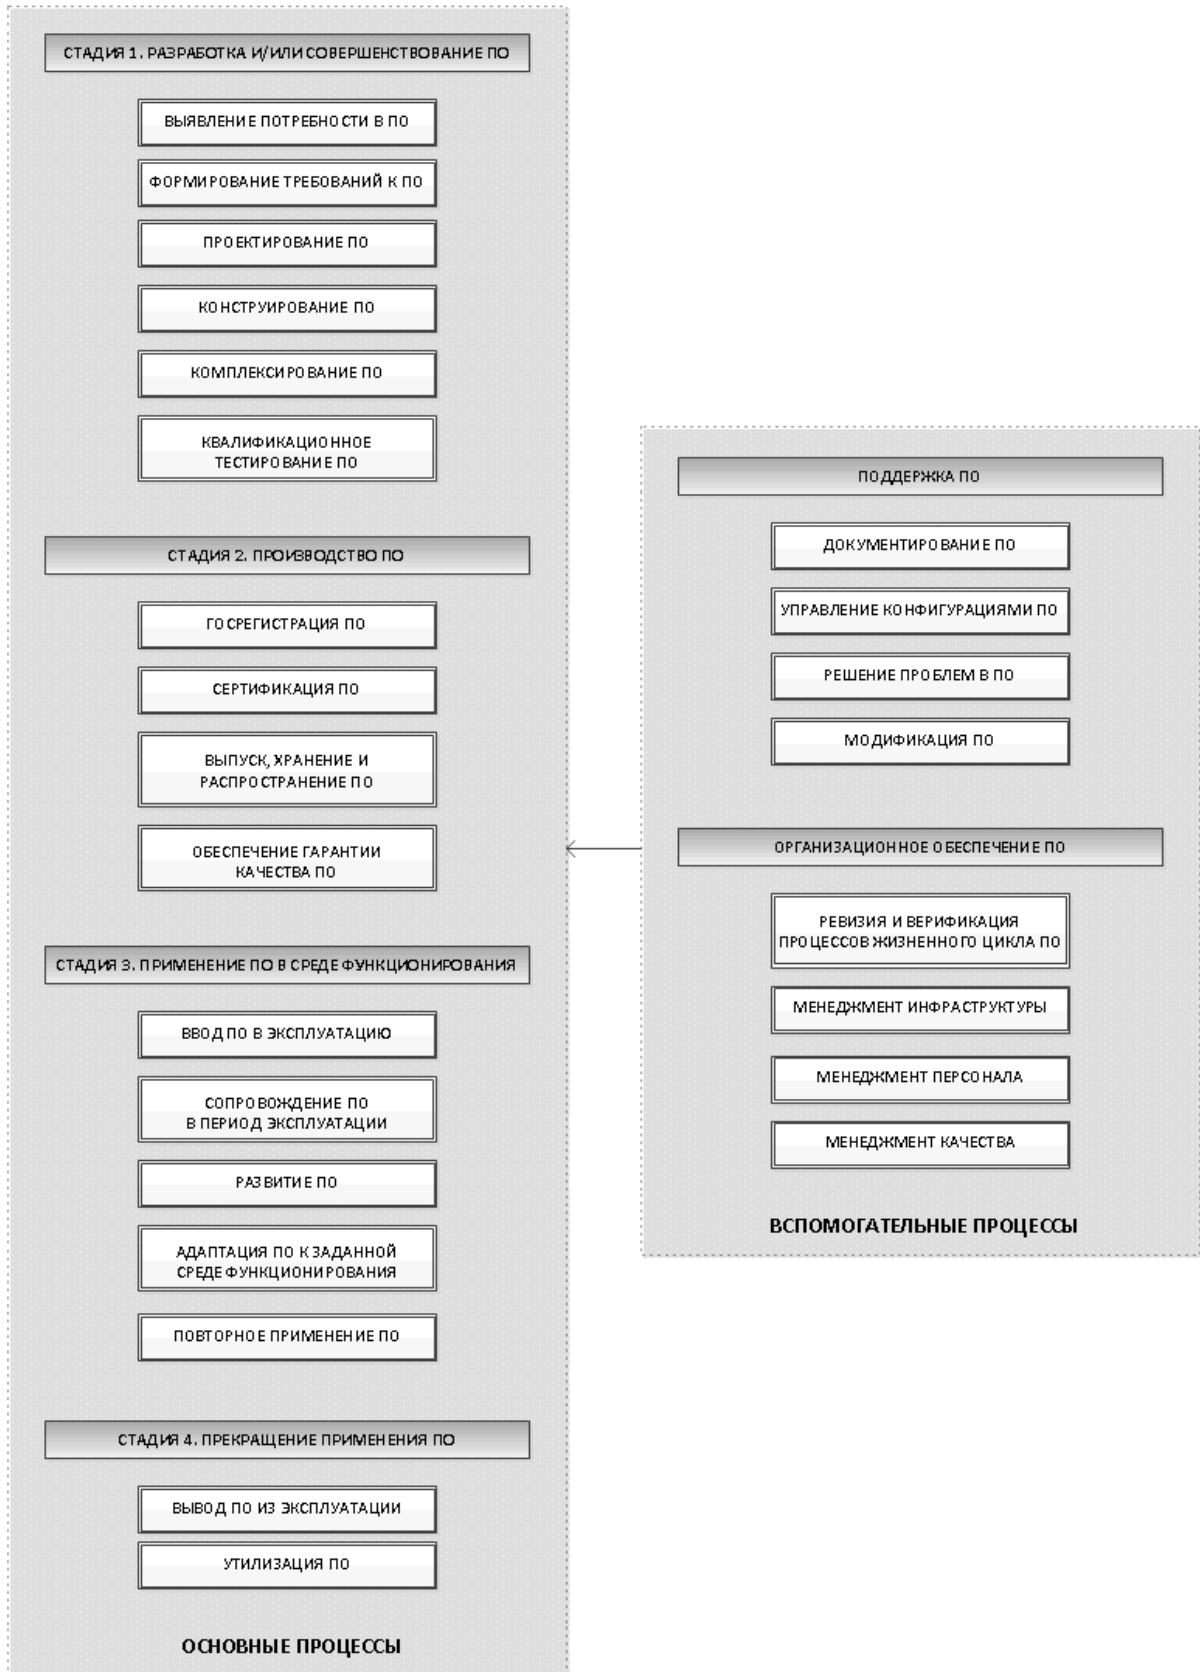 СТАДИЯ 1. РАЗРАБОТКА И/ИЛИ СОВЕРШЕНСТВОВАНИЕ ПО
ВЫЯВЛЕНИЕ ПОТРЕБНОСТИ В ПО
ФОРМИРОВАНИЕ ТРЕБОВАНИЙ К ПО
ПРОЕКТИРОВАНИЕ ПО
КОНСТРУИРОВАНИЕ ПО
КОМПЛЕКСИРОВАНИЕ ПО
КВАЛИФИКАЦИОННОЕ
ТЕСТИРОВАНИЕ ПО
СТАДИЯ 2. ПРОИЗВОДСТВО ПО
ГОСРЕГИСТРАЦИЯ ПО
СЕРТИФИКАЦИЯ ПО
ВЫПУСК, ХРАНЕНИЕ И
РАСПРОСТРАНЕНИЕ ПО
ОБЕСПЕЧЕНИЕ ГАРАНТИИ
КАЧЕСТВА ПО
СТАДИЯ 3. ПРИМЕНЕНИЕ ПО В СРЕДЕ ФУНКЦИОНИРОВАНИЯ
ВВОД ПО В ЭКСПЛУАТАЦИЮ
СОПРОВОЖДЕНИЕ ПО
В ПЕРИОД ЭКСПЛУАТАЦИИ
РАЗВИТИЕ ПО
АДАПТАЦИЯ ПО К ЗАДАННОЙ
СРЕДЕ ФУНКЦИОНИРОВАНИЯ
ПОВТОРНОЕ ПРИМЕНЕНИЕ ПО
СТАДИЯ 4. ПРЕКРАЩЕНИЕ ПРИМЕНЕНИЯ ПО
ВЫВОД ПО ИЗ ЭКСПЛУАТАЦИИ
УТИЛИЗАЦИЯ ПО
ОСНОВНЫЕ ПРОЦЕССЫ
ПОДДЕРЖКА ПО
ДОКУМЕНТИРОВАНИЕ ПО
УПРАВЛЕНИЕ КОНФИГУРАЦИЯМИ ПО
РЕШЕНИЕ ПРОБЛЕМ В ПО
МОДИФИКАЦИЯ ПО
ОРГАНИЗАЦИОННОЕ ОБЕСПЕЧЕНИЕ ПО
РЕВИЗИЯ И ВЕРИФИКАЦИЯ
ПРОЦЕССОВ ЖИЗНЕННОГО ЦИКЛА ПО
МЕНЕДЖМЕНТ ИНФРАСТРУКТУРЫ
МЕНЕДЖМЕНТ ПЕРСОНАЛА
МЕНЕДЖМЕНТ КАЧЕСТВА
ВСПОМОГАТЕЛЬНЫЕ ПРОЦЕССЫ